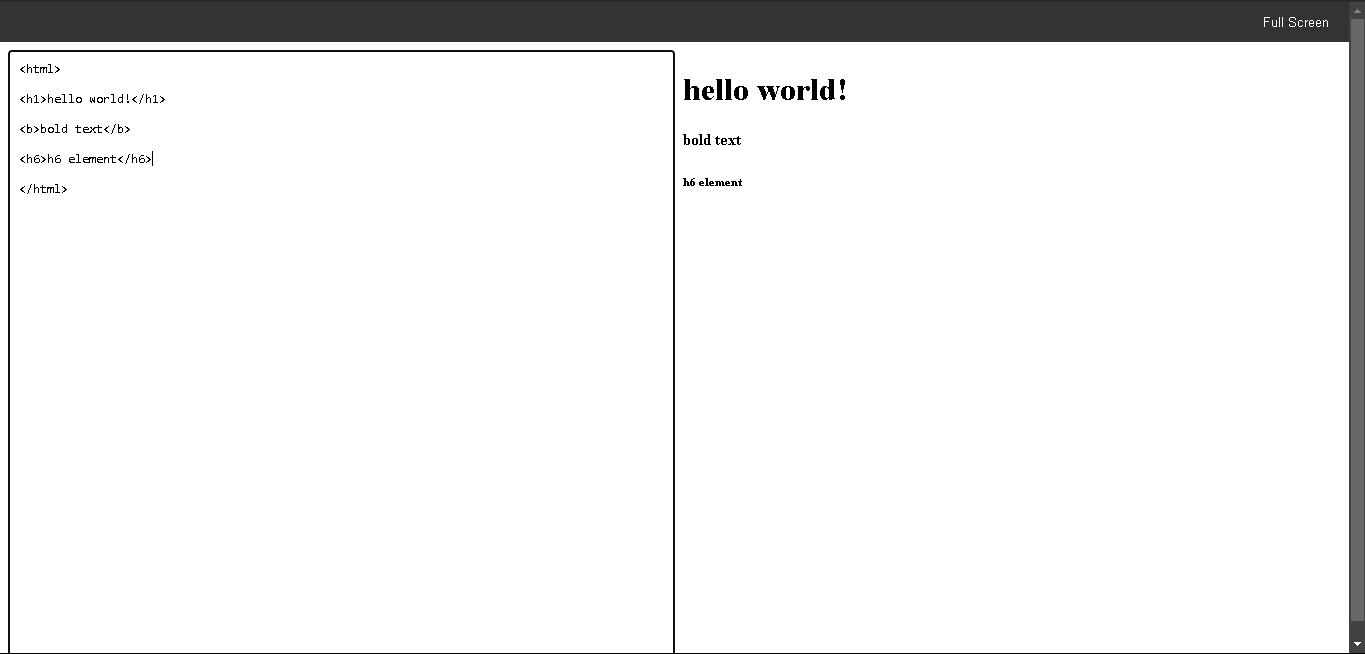 Full Screen
<html>
<h1>hello world!</h1>
<b>bold text</b>
<h6>h6 element</h6>
</html>
hello world!
bold text
h6 element